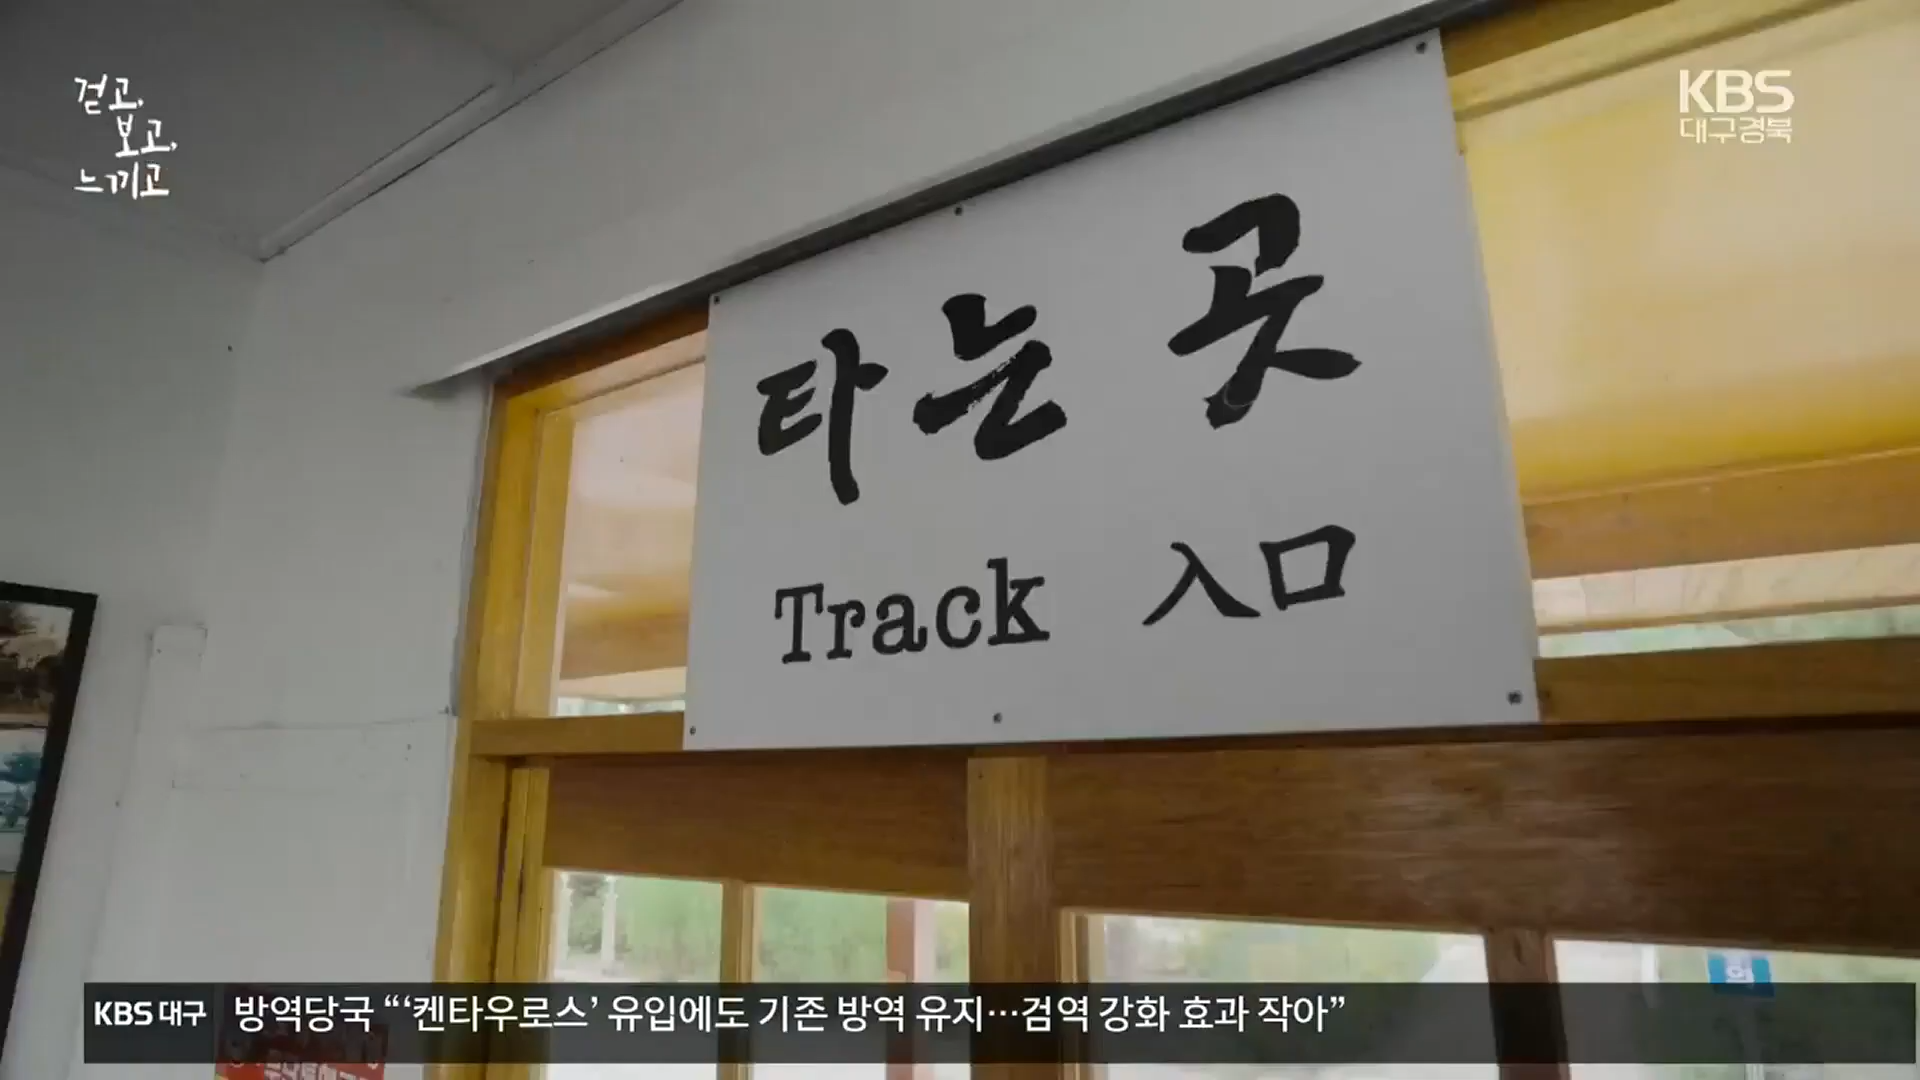 걷고,
보고,
느끼고
KBS
대구경북
타는 곳
Track 入口
KBS 대구 방역당국 “‘켄타우로스’ 유입에도 기존 방역 유지…검역 강화 효과 작아”